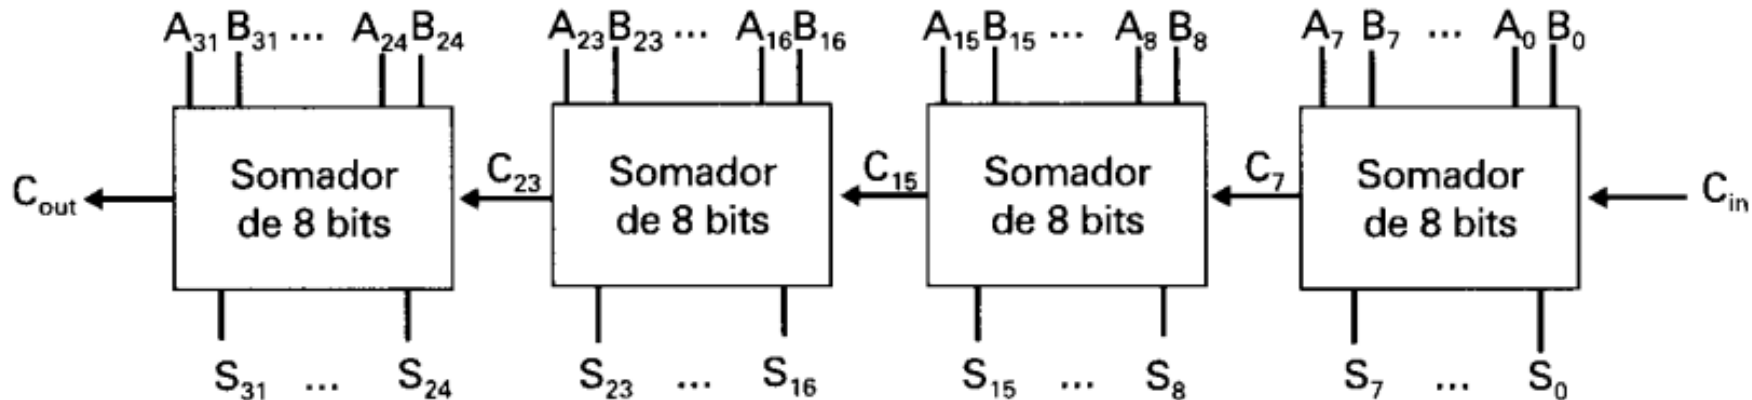 A31 B31 ... A24 B24 A23 B23 ... A16 B16 A15 B15 ... A8 B8 A7 B7 ... A0 B0
Cout Somador de 8 bits C23 Somador de 8 bits C15 Somador de 8 bits C7 Somador de 8 bits Cin
S31 ... S24 S23 ... S16 S15 ... S8 S7 ... S0